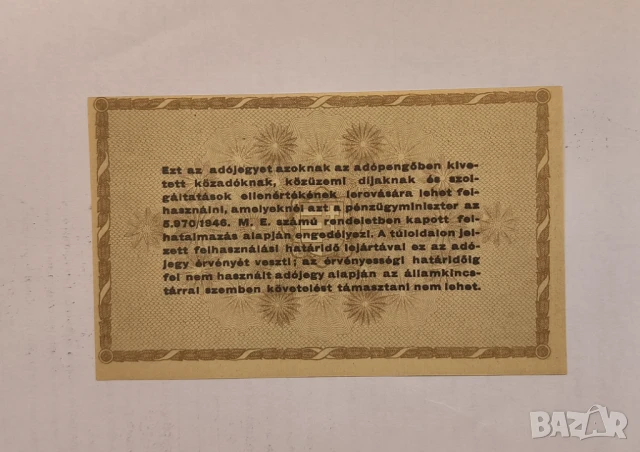 Ezt az adójegyet azoknak az adópengőben kive-
tett közadóknak, közüzemi díjaknak és szol-
gáltatások ellenértékének lerovására lehet fel-
használni, amelyeknél azt a pénzügyminiszter az
5.970/1946. M. E. számú rendeletben kapott fel-
hatalmazás alapján engedélyezi. A túloldalon jel-
zett felhasználási határidő lejártával ez az adó-
jegy érvényét veszti; az érvényességi határidőig
fel nem használt adójegy alapján az államkincs-
tárral szemben követelést támasztani nem lehet.
BAZAR
bg